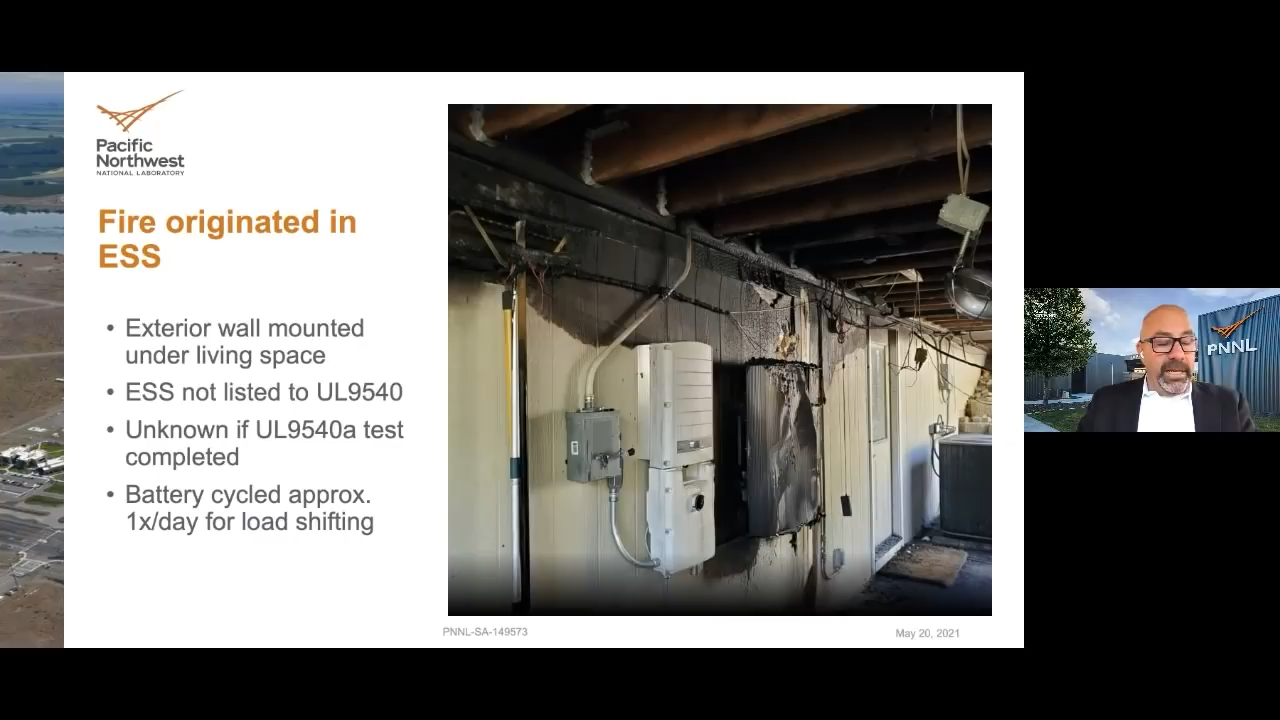 Pacific
Northwest
NATIONAL LABORATORY
Fire originated in
ESS
• Exterior wall mounted
under living space
• ESS not listed to UL9540
• Unknown if UL9540a test
completed
• Battery cycled approx.
1x/day for load shifting
PNNL-SA-149573
May 20, 2021
PNNL